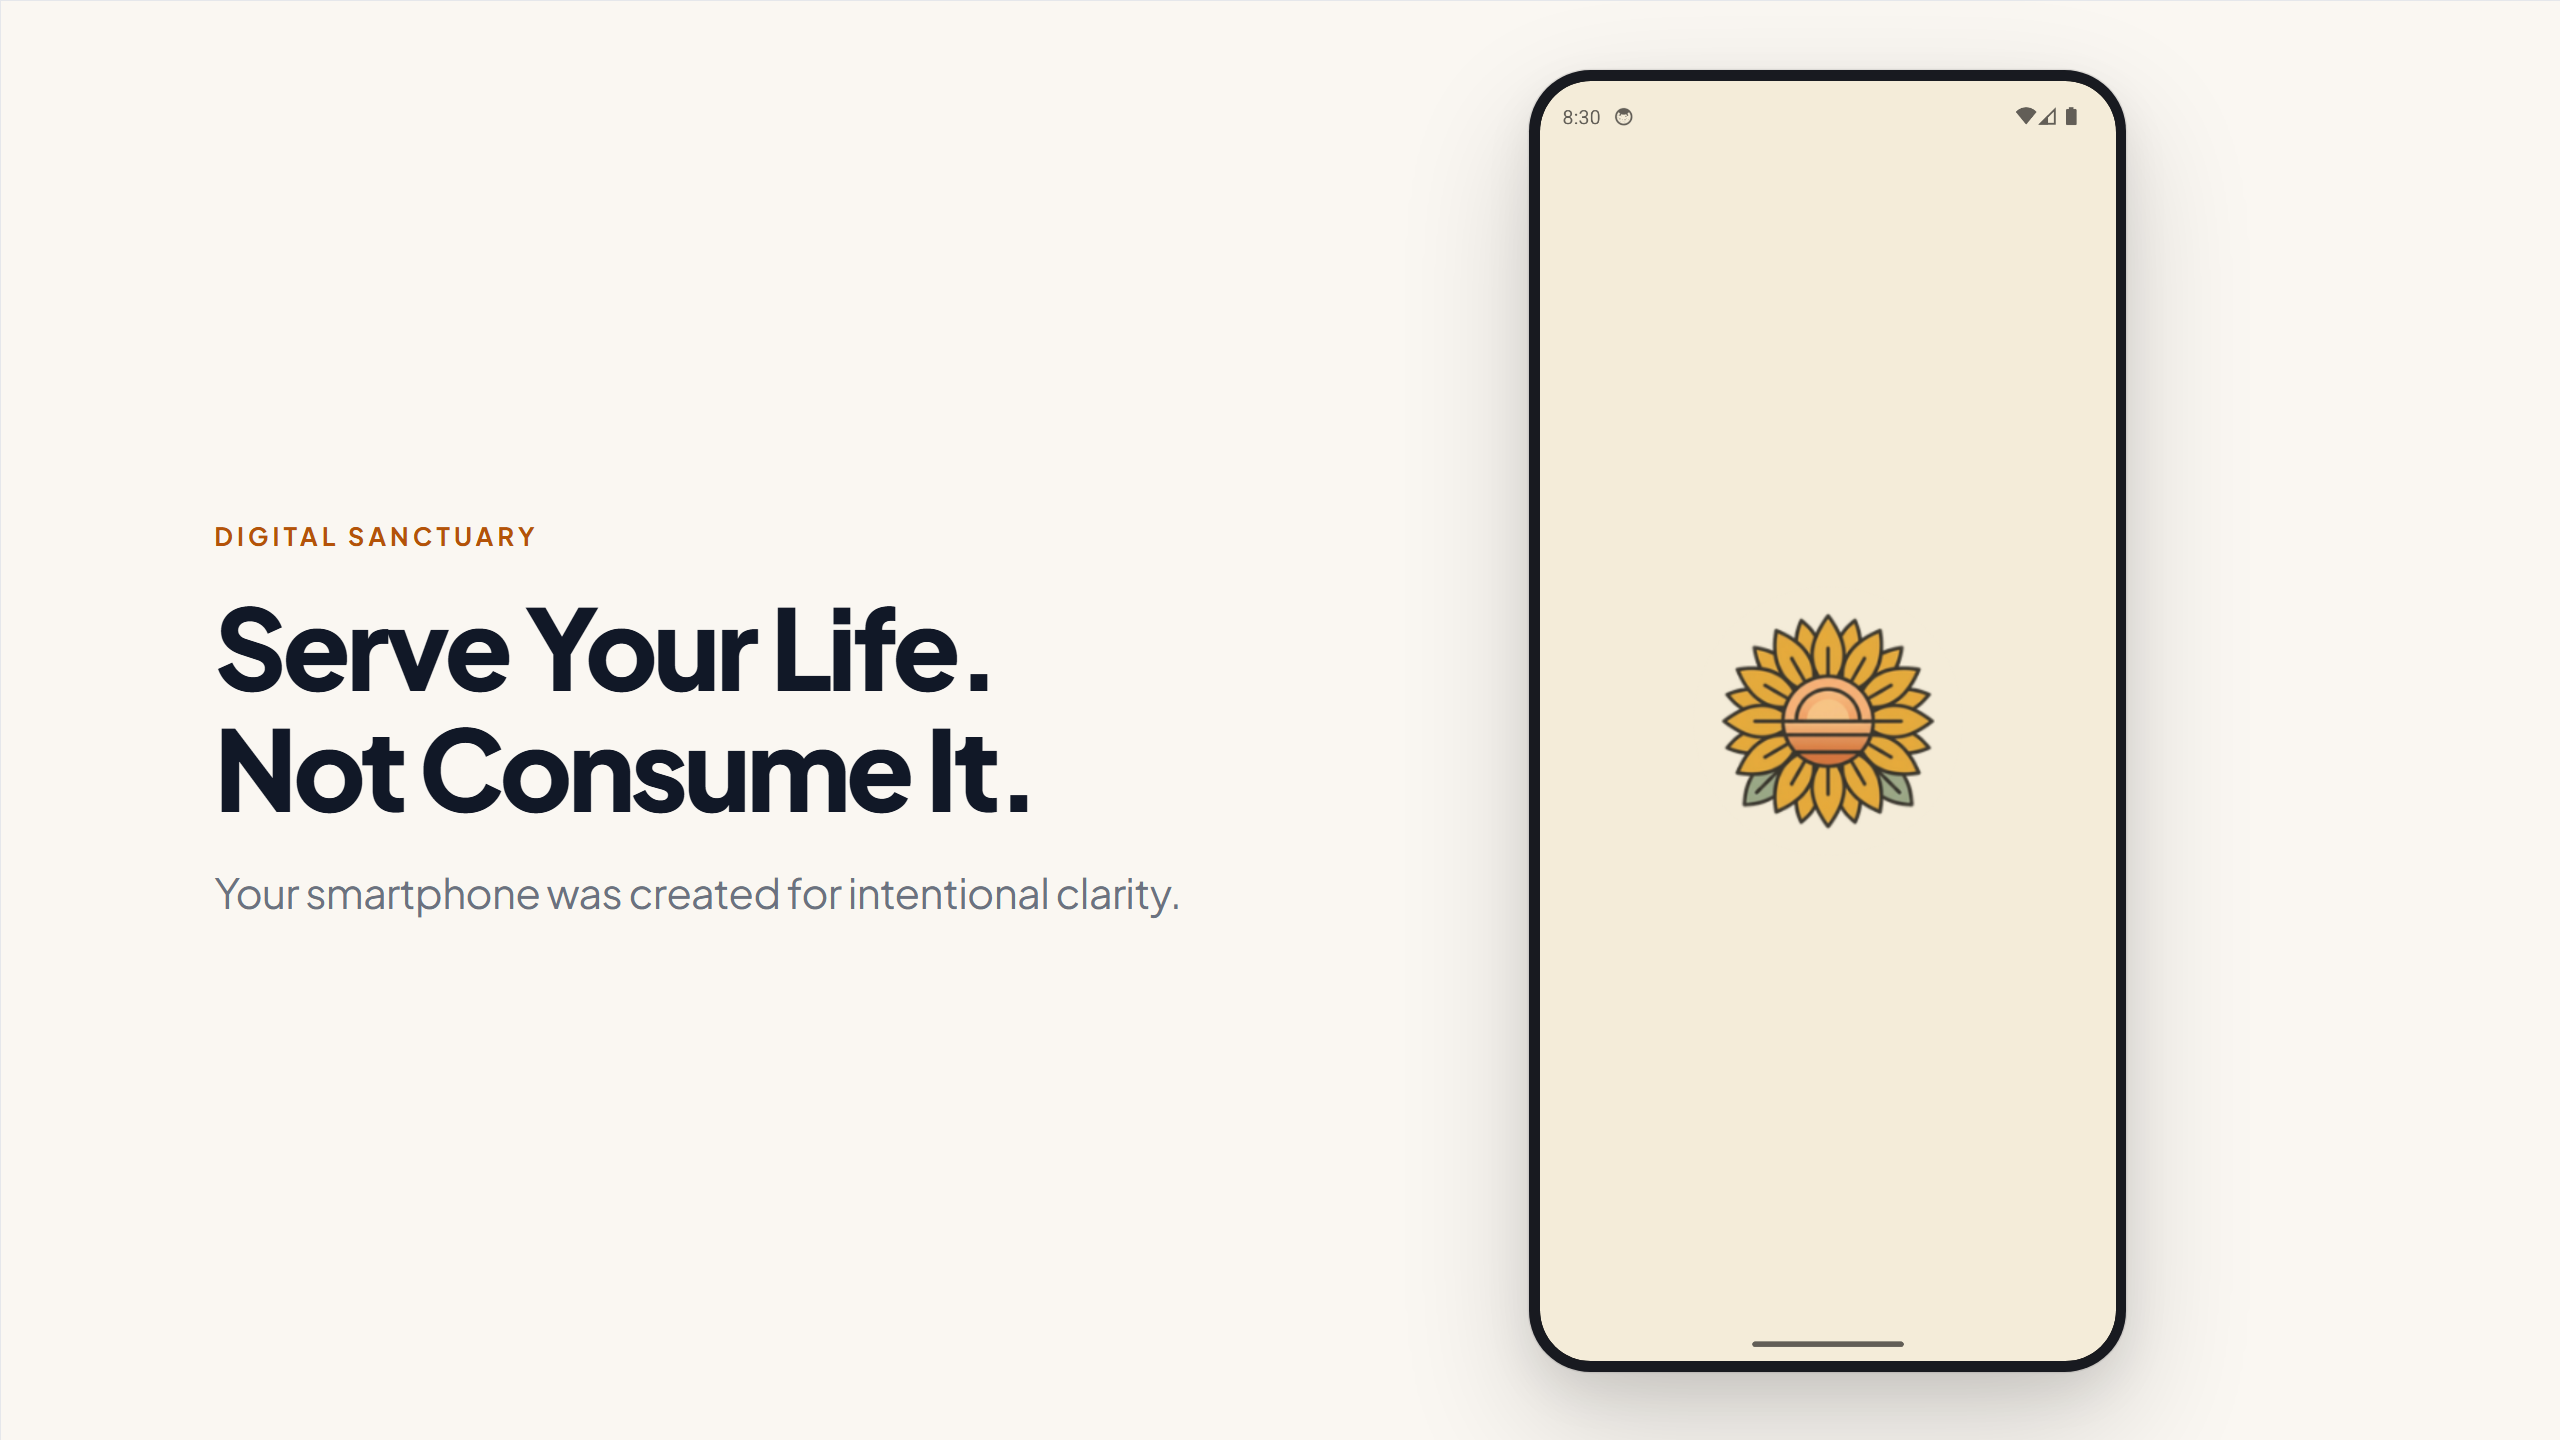 DIGITAL SANCTUARY
Serve Your Life.
Not Consume It.
Your smartphone was created for intentional clarity.
8:30